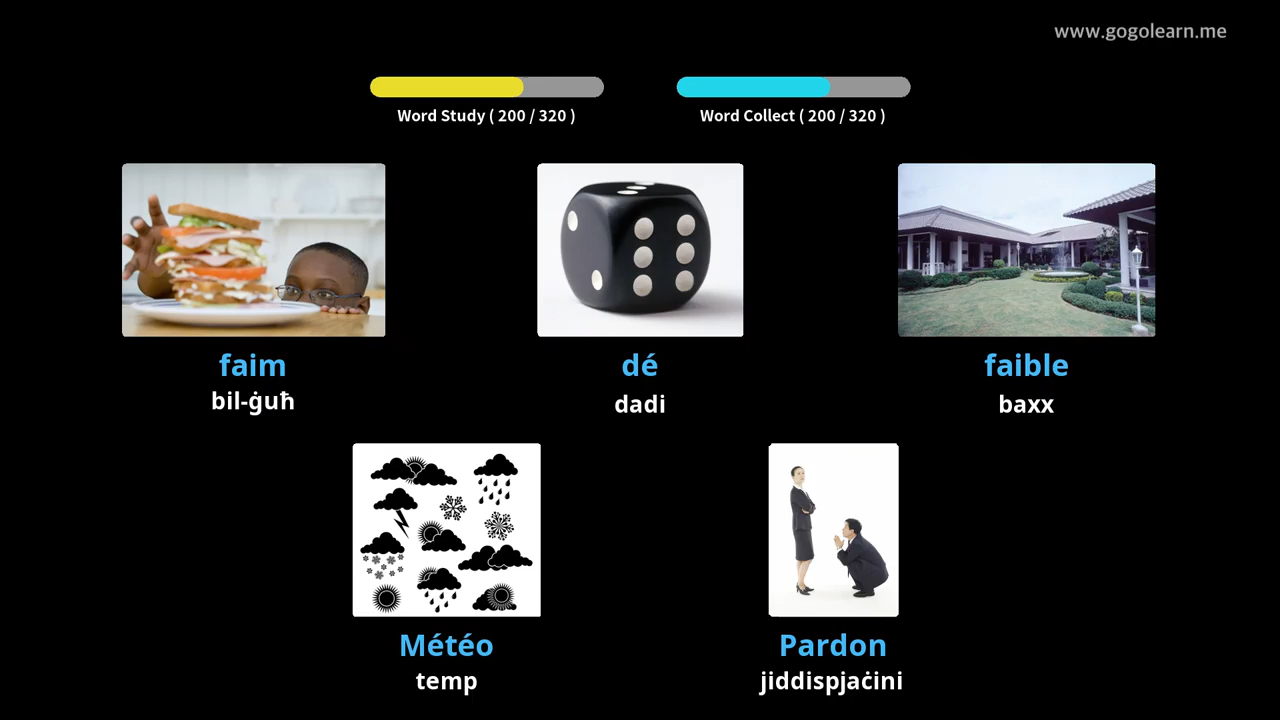 www.gogolearn.me
Word Study ( 200 / 320 )
Word Collect ( 200 / 320 )
faim
bil-ġuħ
dé
dadi
faible
baxx
Météo
temp
Pardon
jiddispjaċini